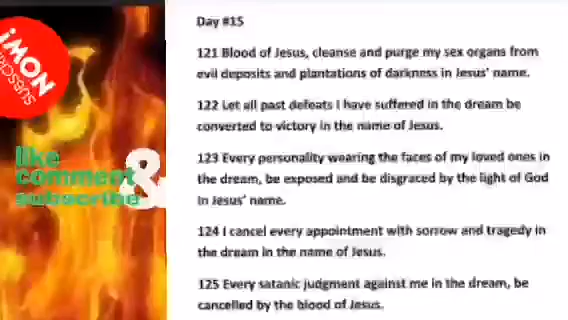 Day #15
121 Blood of Jesus, cleanse and purge my sex organs from
evil deposits and plantations of darkness in Jesus' name.
122 Let all past defeats I have suffered in the dream be
converted to victory in the name of Jesus.
123 Every personality wearing the faces of my loved ones in
the dream, be exposed and be disgraced by the light of God
in Jesus' name.
124 I cancel every appointment with sorrow and tragedy in
the dream in the name of Jesus.
125 Every satanic judgment against me in the dream, be
cancelled by the blood of Jesus.
NOW!
SUBSCRI
like
comment
&
subscribe